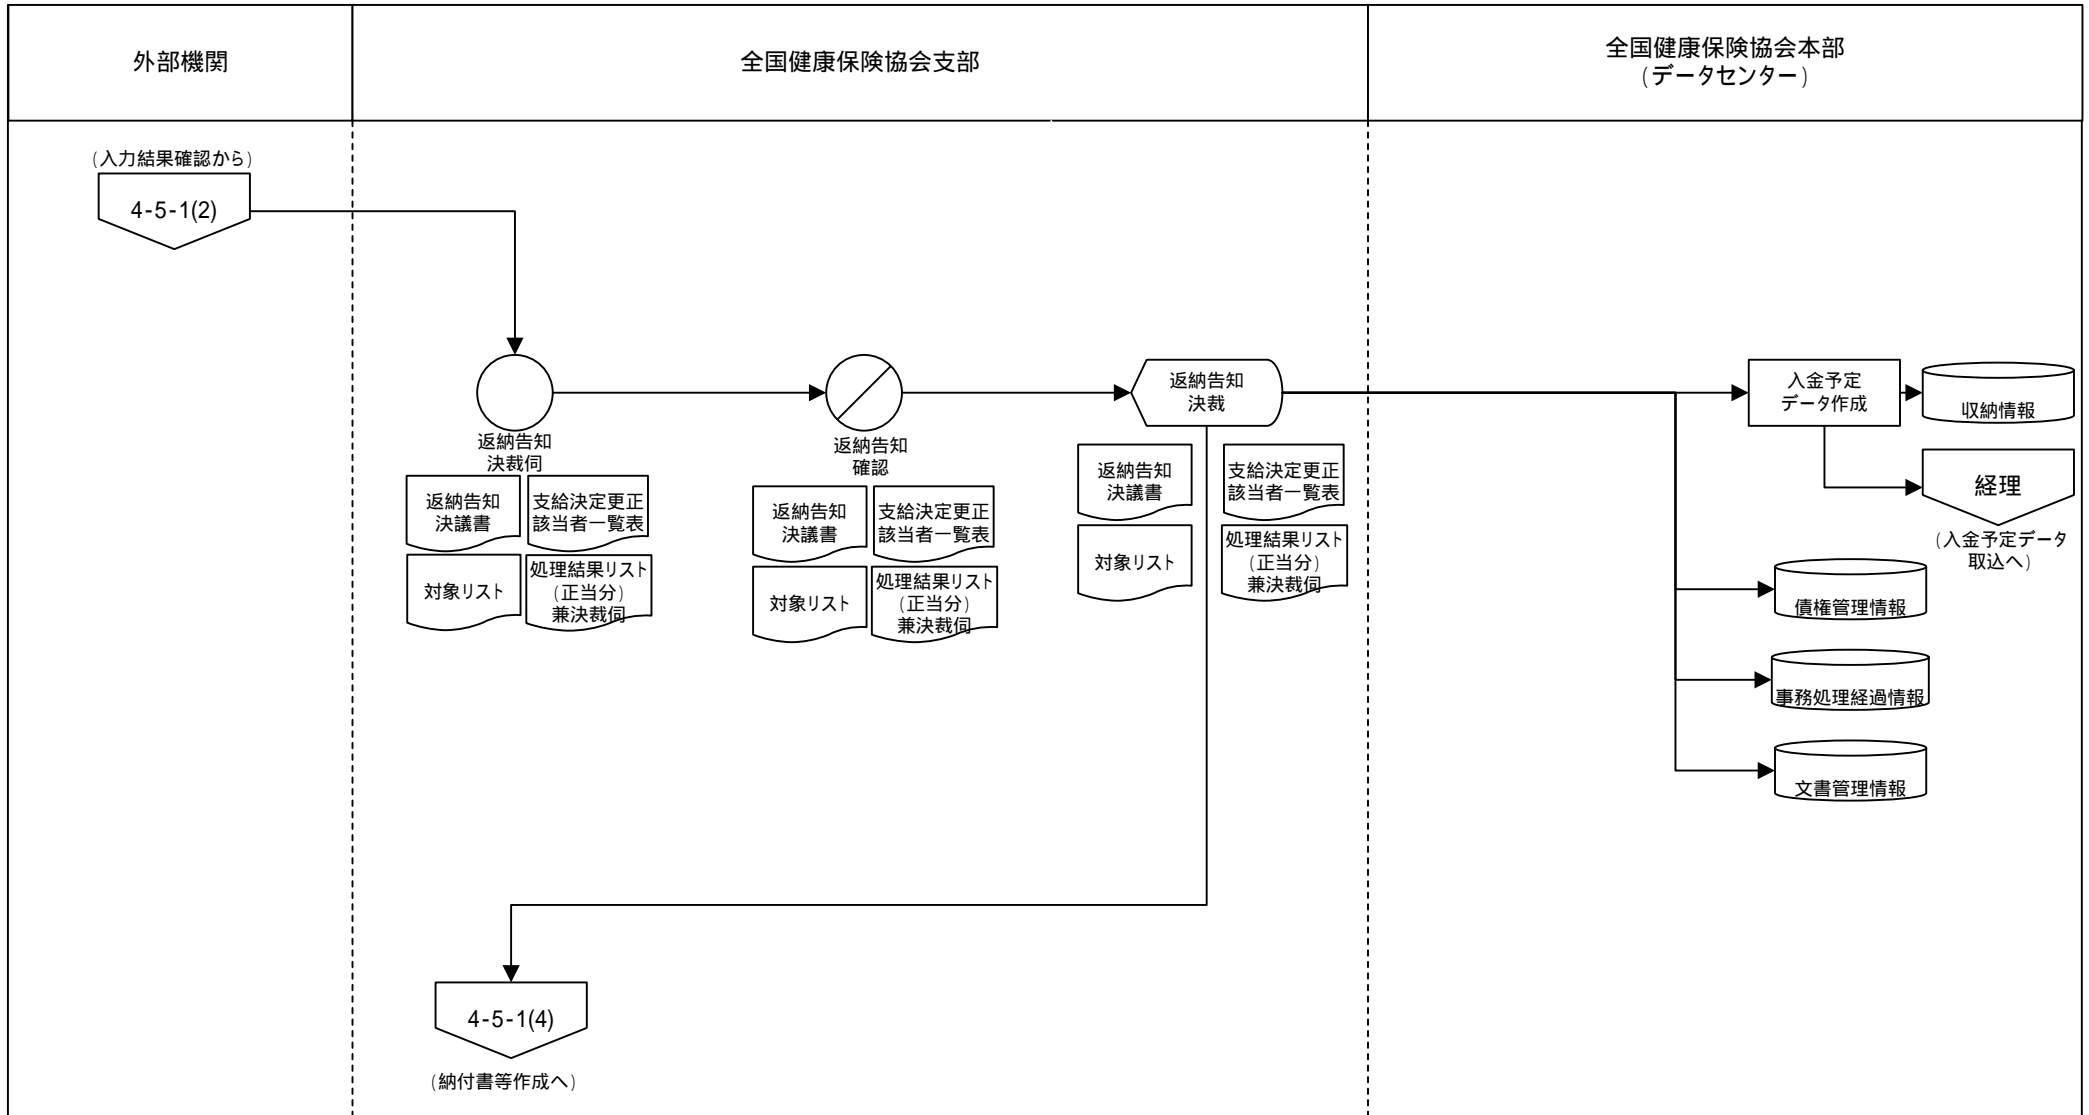 外部機関
全国健康保険協会支部
全国健康保険協会本部
(データセンター)
(入力結果確認から)
4-5-1(2)
返納告知
決裁伺
返納告知
決議書
支給決定更正
該当者一覧表
対象リスト
処理結果リスト
(正当分)
兼決裁伺
返納告知
確認
返納告知
決議書
支給決定更正
該当者一覧表
対象リスト
処理結果リスト
(正当分)
兼決裁伺
返納告知
決裁
返納告知
決議書
支給決定更正
該当者一覧表
対象リスト
処理結果リスト
(正当分)
兼決裁伺
入金予定
データ作成
収納情報
経理
(入金予定データ
取込へ)
債権管理情報
事務処理経過情報
文書管理情報
4-5-1(4)
(納付書等作成へ)